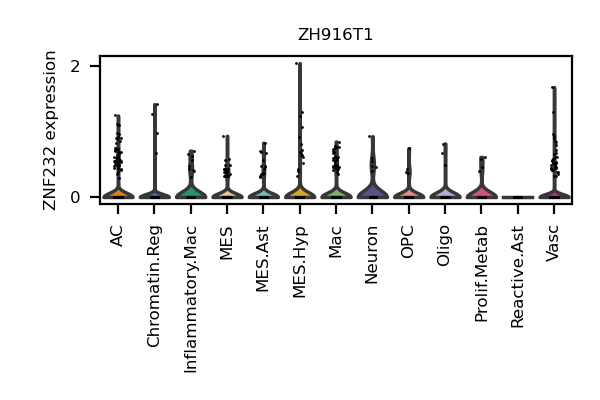 ZH916T1
ZNF232 expression
2
0
AC
Chromatin.Reg
Inflammatory.Mac
MES
MES.Ast
MES.Hyp
Mac
Neuron
OPC
Oligo
Prolif.Metab
Reactive.Ast
Vasc